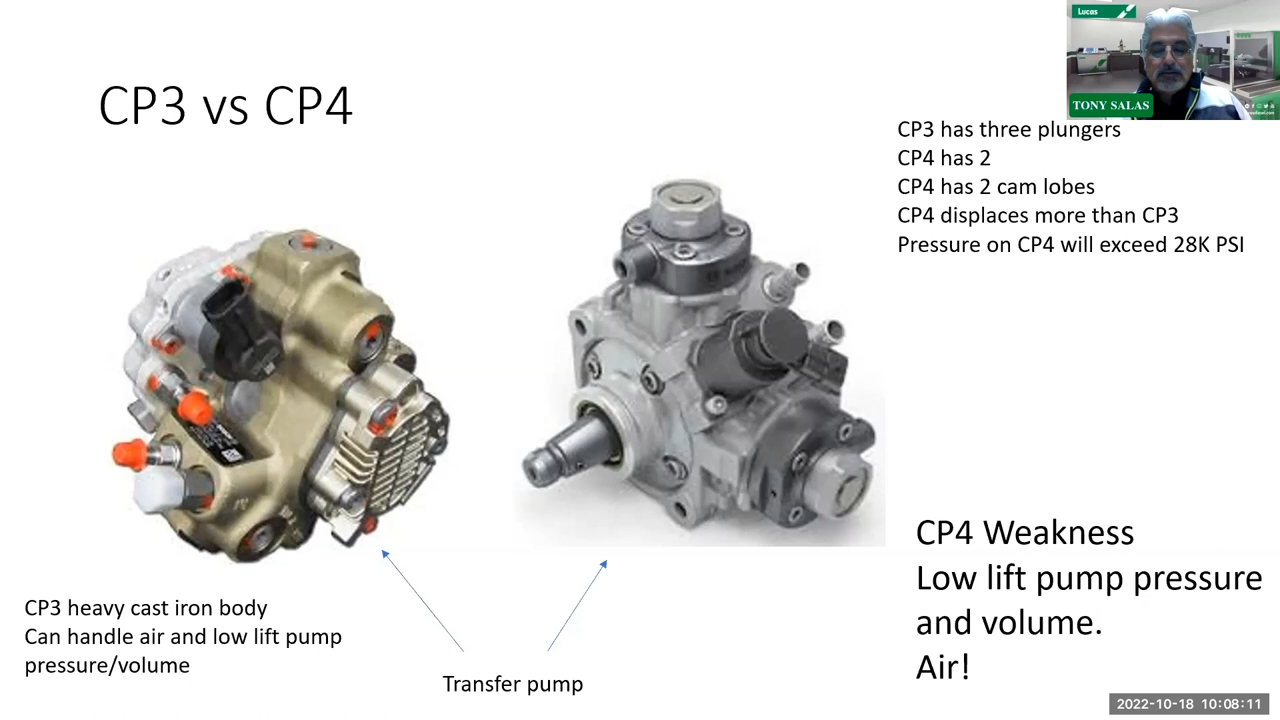 Lucas
TONY SALAS
CP3 vs CP4
CP3 has three plungers
CP4 has 2
CP4 has 2 cam lobes
CP4 displaces more than CP3
Pressure on CP4 will exceed 28K PSI
CP3 heavy cast iron body
Can handle air and low lift pump
pressure/volume
Transfer pump
CP4 Weakness
Low lift pump pressure
and volume.
Air!
2022-10-18 10:08:11